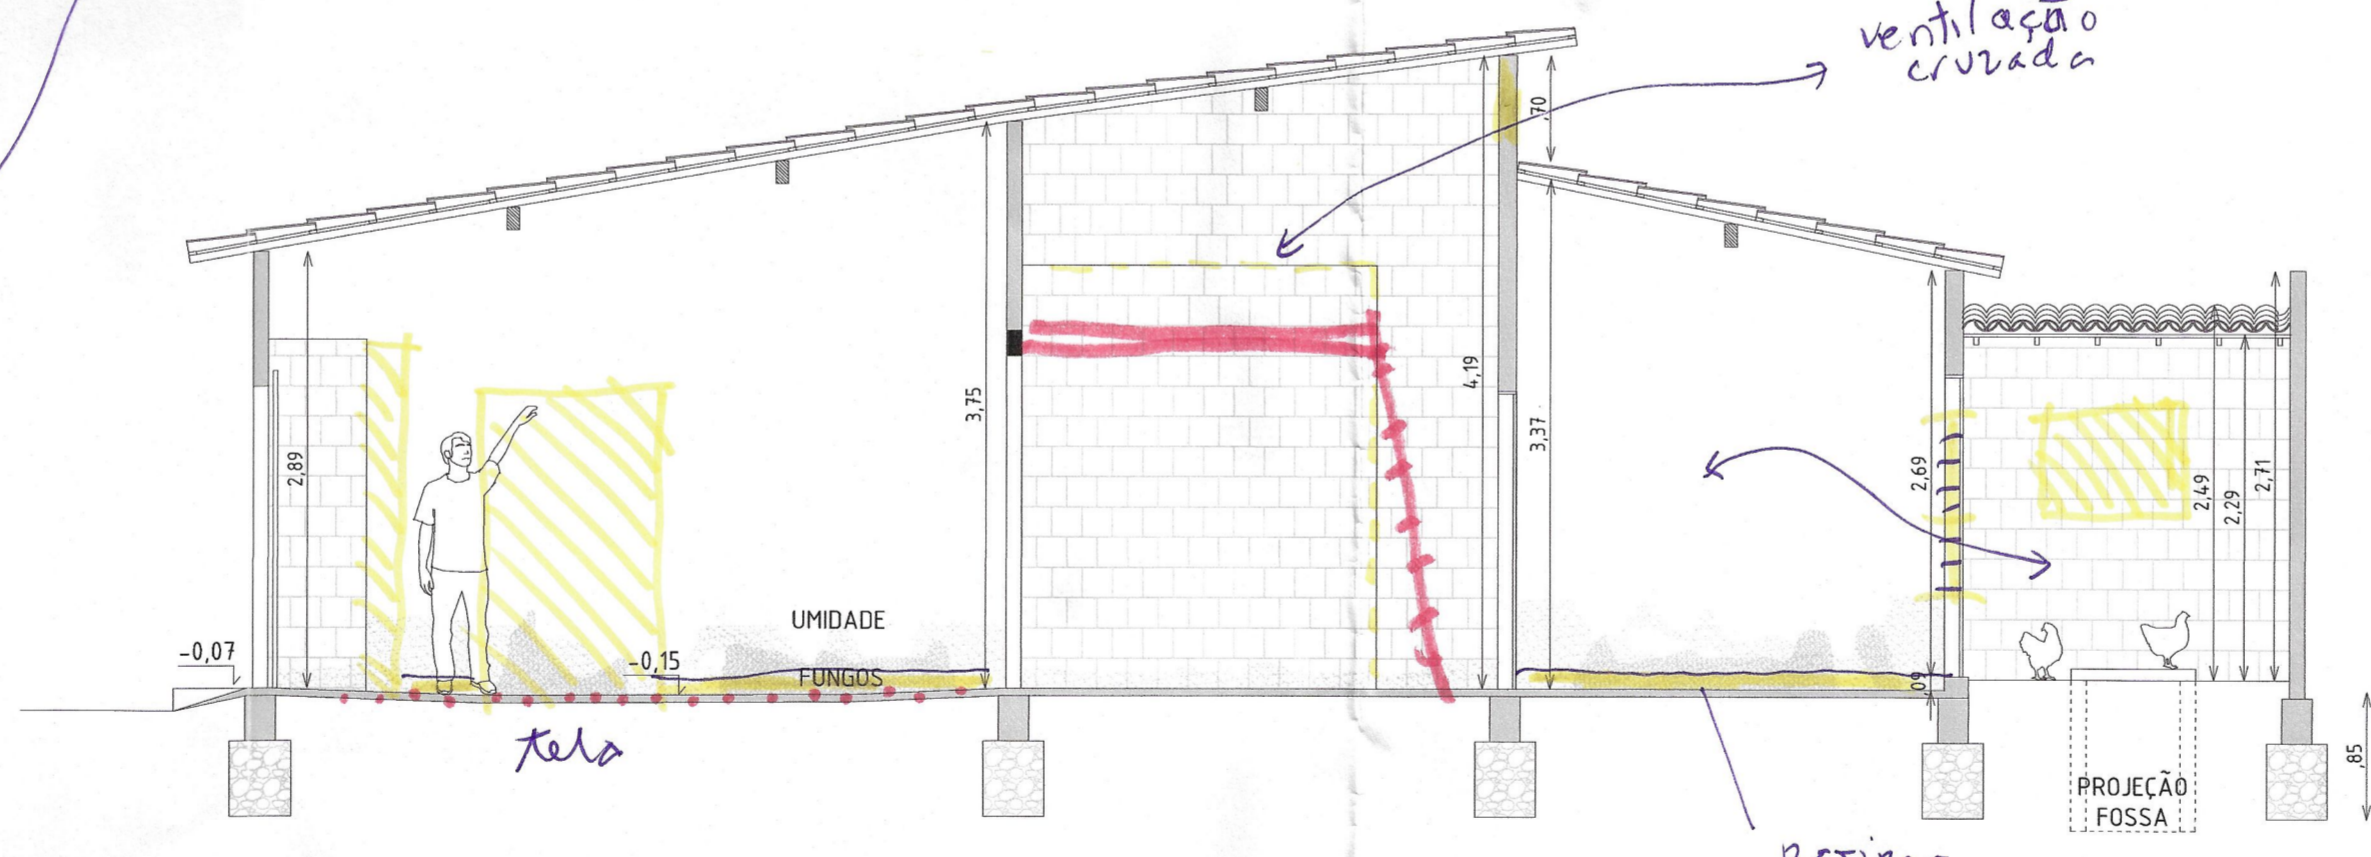 ventilação
cruzada
,70
3,75
4,19
3,37
2,89
2,69
2,49
2,29
2,71
UMIDADE
-0,07
-0,15
FUNGOS
,09
tela
,85
PROJEÇÃO
FOSSA